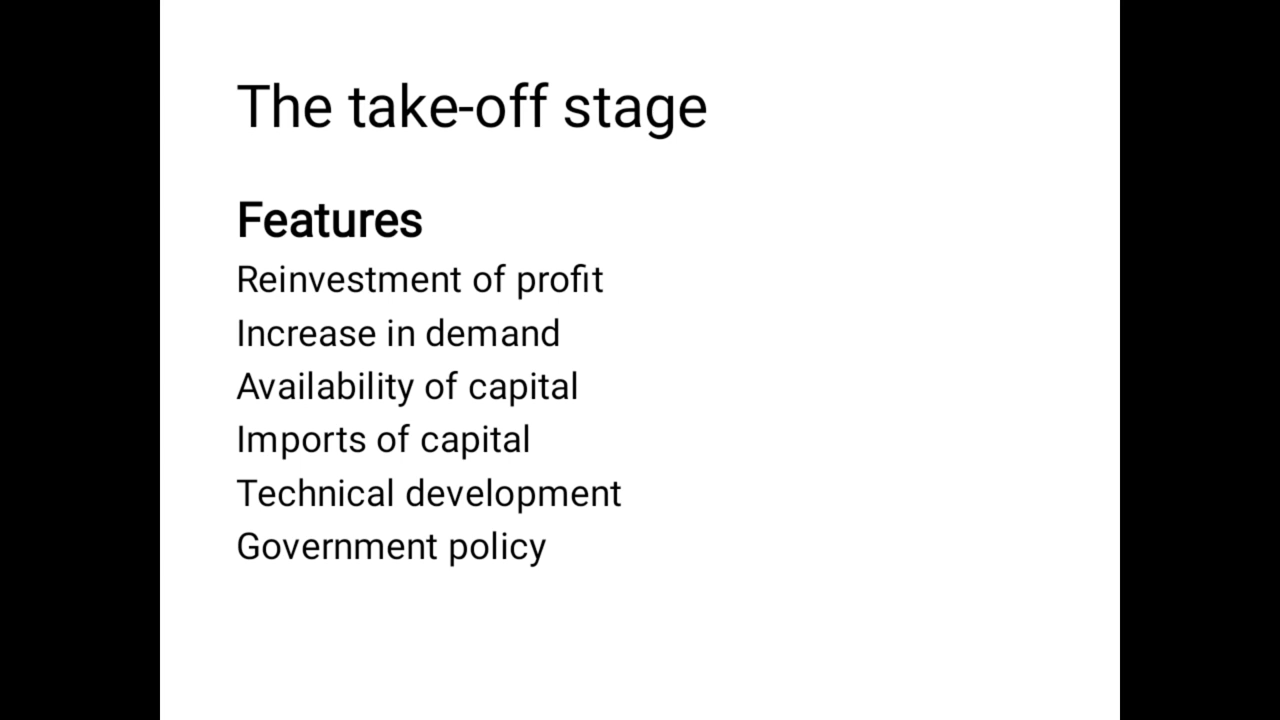 The take-off stage
Features
Reinvestment of profit
Increase in demand
Availability of capital
Imports of capital
Technical development
Government policy